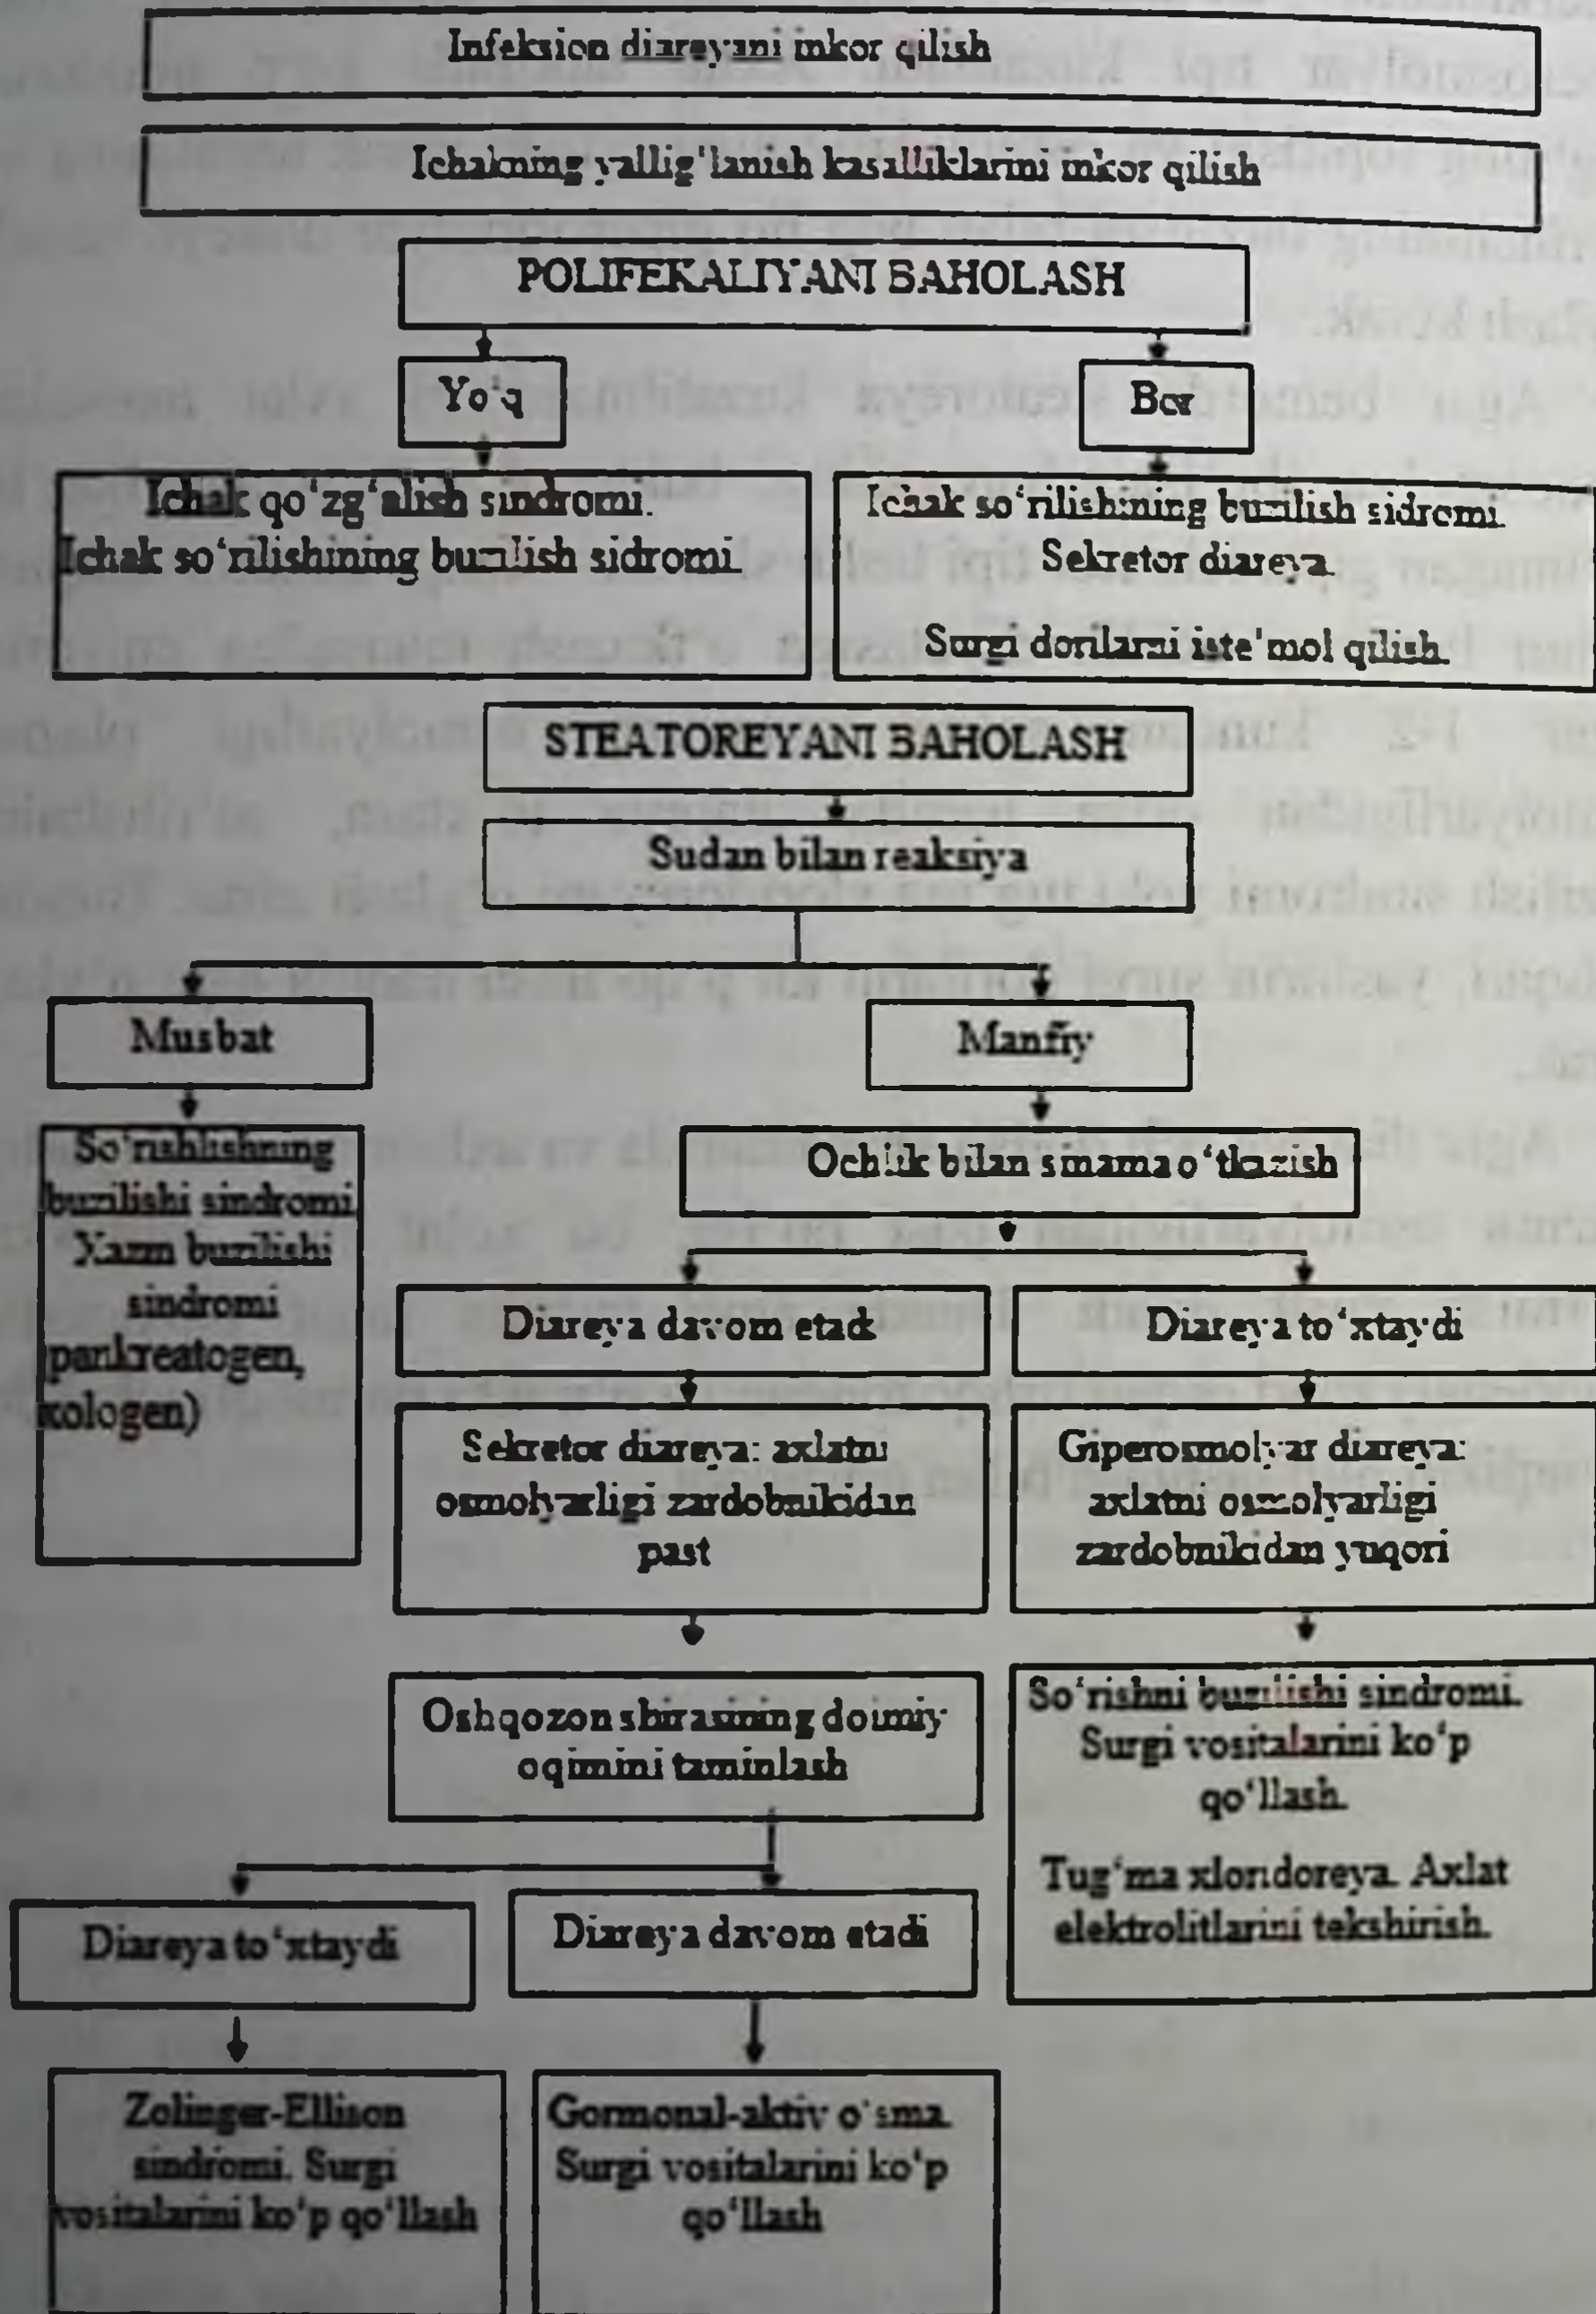 Infeksion diareyani inkor qilish
Ichakning yallig'lanish kasalliklarini inkor qilish
POLIFEKALIYANI BAHOLASH
Yo'q
Bor
Ichak qo'zg'alish sindromi.
Ichak so'rilishining buzilish sidromi.
Ichak so'rilishining buzilish sidromi.
Sekretor diareya.
Surgi dorilarni iste'mol qilish.
STEATOREYANI BAHOLASH
Sudan bilan reaksiya
Musbat
Manfiy
So'rishlishning
buzilishi sindromi.
Xazm buzilishi
sindromi
pankreatogen,
xologen)
Ochlik bilan sinama o'tkazish
Diareya davom etadi
Diareya to'xtaydi
Sekretor diareya: axlatni
osmolyarligi zardobnikidan
past
Giperosmolyar diareya:
axlatni osmolyarligi
zardobnikidan yuqori
Oshqozon shirasining doimiy
oqimini taminlash
So'rishni buzilishi sindromi.
Surgi vositalarini ko'p
qo'llash.
Tug'ma xloridoreya. Axlat
elektrolitlarini tekshirish.
Diareya to'xtaydi
Diareya davom etadi
Zolinger-Ellison
sindromi. Surgi
vositalarini ko'p qo'llash
Gormonal-aktiv o'sma.
Surgi vositalarini ko'p
qo'llash